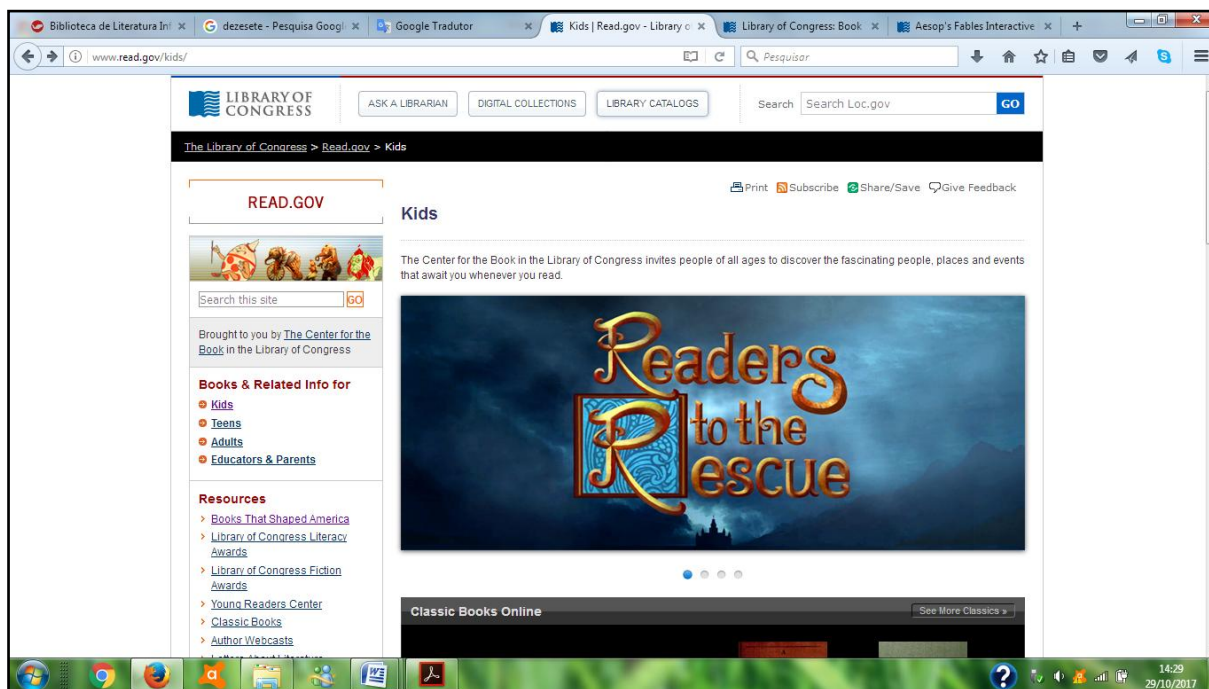 Biblioteca de Literatura Inf
dezesete - Pesquisa Googl
Google Tradutor
Kids | Read.gov - Library o
Library of Congress: Book
Aesop's Fables Interactive
www.read.gov/kids/
Pesquisar
LIBRARY OF
CONGRESS
ASK A LIBRARIAN
DIGITAL COLLECTIONS
LIBRARY CATALOGS
Search
Search Loc.gov
GO
The Library of Congress > Read.gov > Kids
READ.GOV
Print
Subscribe
Share/Save
Give Feedback
Kids
The Center for the Book in the Library of Congress invites people of all ages to discover the fascinating people, places and events
that await you whenever you read.
Search this site
GO
Brought to you by The Center for the
Book in the Library of Congress
Books & Related Info for
Kids
Teens
Adults
Educators & Parents
Resources
Books That Shaped America
Library of Congress Literacy
Awards
Library of Congress Fiction
Awards
Young Readers Center
Classic Books
Author Webcasts
Readers
to the
Rescue
Classic Books Online
See More Classics »
14:29
29/10/2017